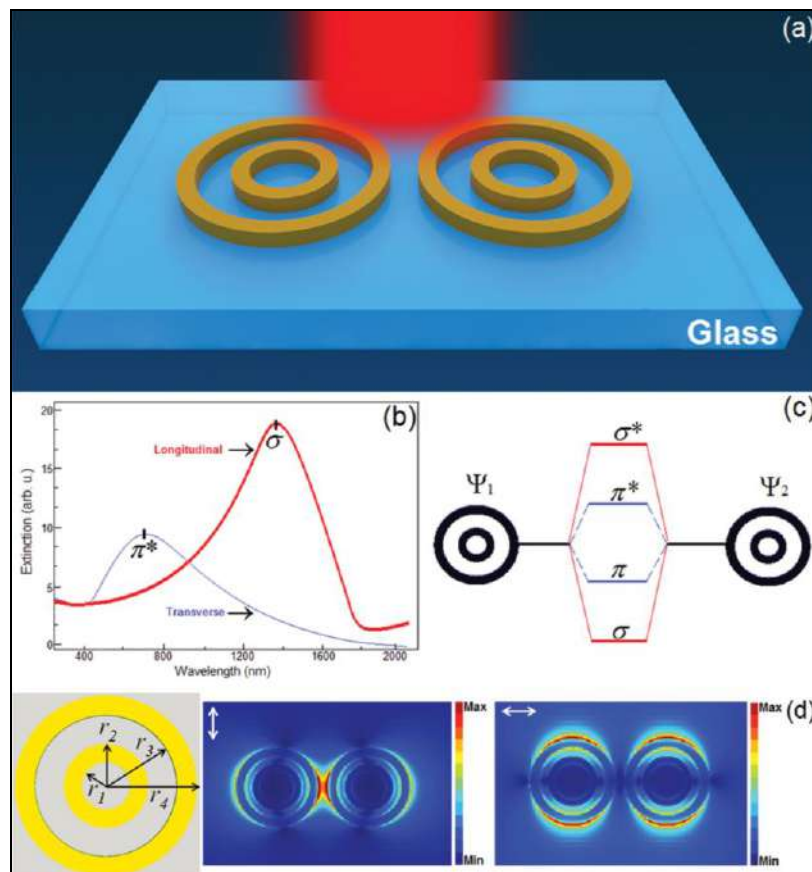 (a)
Glass
(b)
20
15
10
5
0
Extinction (arb. u.)
Longitudinal
σ
π*
Transverse
400 800 1200 1600 2000
Wavelength (nm)
(c)
σ*
Ψ1 π* Ψ2
π
σ
r2
r3
r1
r4
Max
Min
Max
(d)
Min